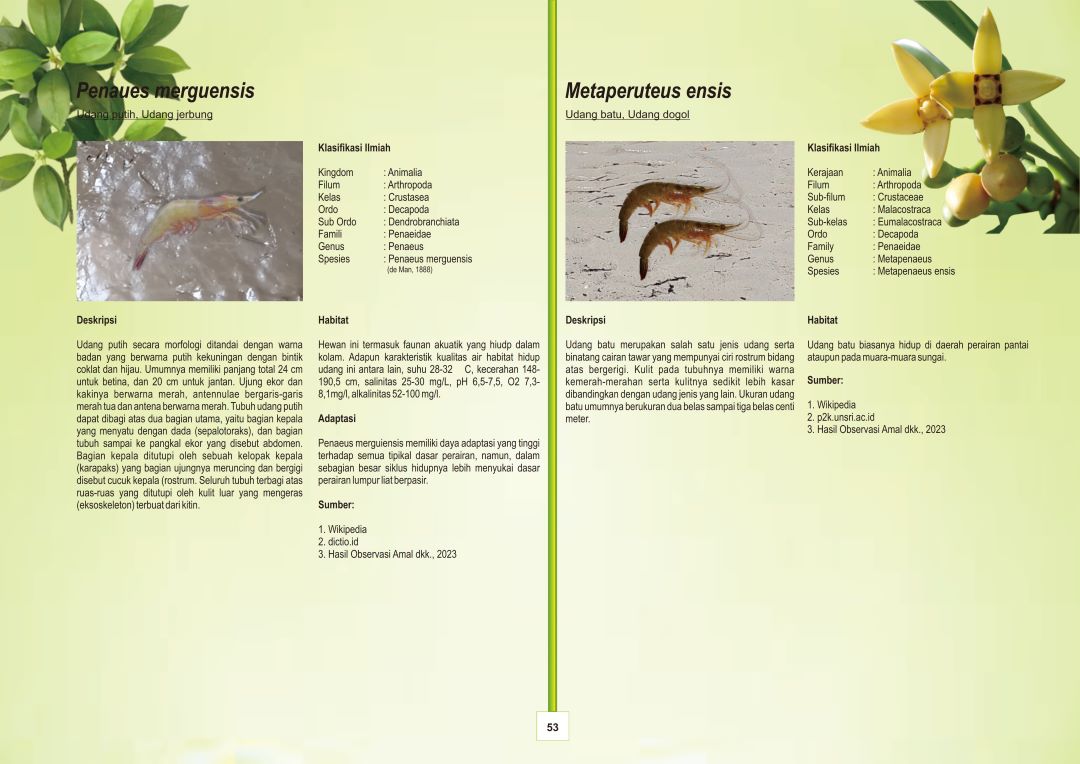 Penaues merguensis
Udang putih, Udang jerbung
Klasifikasi Ilmiah
Kingdom : Animalia
Filum : Arthropoda
Kelas : Crustasea
Ordo : Decapoda
Sub Ordo : Dendrobranchiata
Famili : Penaeidae
Genus : Penaeus
Spesies : Penaeus merguensis
(de Man, 1888)
Deskripsi
Udang putih secara morfologi ditandai dengan warna
badan yang berwarna putih kekuningan dengan bintik
coklat dan hijau. Umumnya memiliki panjang total 24 cm
untuk betina, dan 20 cm untuk jantan. Ujung ekor dan
kakinya berwarna merah, antennulae bergaris-garis
merah tua dan antena berwarna merah. Tubuh udang putih
dapat dibagi atas dua bagian utama, yaitu bagian kepala
yang menyatu dengan dada (sepalotoraks), dan bagian
tubuh sampai ke pangkal ekor yang disebut abdomen.
Bagian kepala ditutupi oleh sebuah kelopak kepala
(karapaks) yang bagian ujungnya meruncing dan bergigi
disebut cucuk kepala (rostrum. Seluruh tubuh terbagi atas
ruas-ruas yang ditutupi oleh kulit luar yang mengeras
(eksoskeleton) terbuat dari kitin.
Habitat
Hewan ini termasuk faunan akuatik yang hiudp dalam
kolam. Adapun karakteristik kualitas air habitat hidup
udang ini antara lain, suhu 28-32 C, kecerahan 148-
190,5 cm, salinitas 25-30 mg/L, pH 6,5-7,5, O2 7,3-
8,1mg/l, alkalinitas 52-100 mg/l.
Adaptasi
Penaeus merguiensis memiliki daya adaptasi yang tinggi
terhadap semua tipikal dasar perairan, namun, dalam
sebagian besar siklus hidupnya lebih menyukai dasar
perairan lumpur liat berpasir.
Sumber:
1. Wikipedia
2. dictio.id
3. Hasil Observasi Amal dkk., 2023
Metaperuteus ensis
Udang batu, Udang dogol
Klasifikasi Ilmiah
Kerajaan : Animalia
Filum : Arthropoda
Sub-filum : Crustaceae
Kelas : Malacostraca
Sub-kelas : Eumalacostraca
Ordo : Decapoda
Family : Penaeidae
Genus : Metapenaeus
Spesies : Metapenaeus ensis
Deskripsi
Udang batu merupakan salah satu jenis udang serta
binatang cairan tawar yang mempunyai ciri rostrum bidang
atas bergerigi. Kulit pada tubuhnya memiliki warna
kemerah-merahan serta kulitnya sedikit lebih kasar
dibandingkan dengan udang jenis yang lain. Ukuran udang
batu umumnya berukuran dua belas sampai tiga belas centi
meter.
Habitat
Udang batu biasanya hidup di daerah perairan pantai
ataupun pada muara-muara sungai.
Sumber:
1. Wikipedia
2. p2k.unsri.ac.id
3. Hasil Observasi Amal dkk., 2023
53